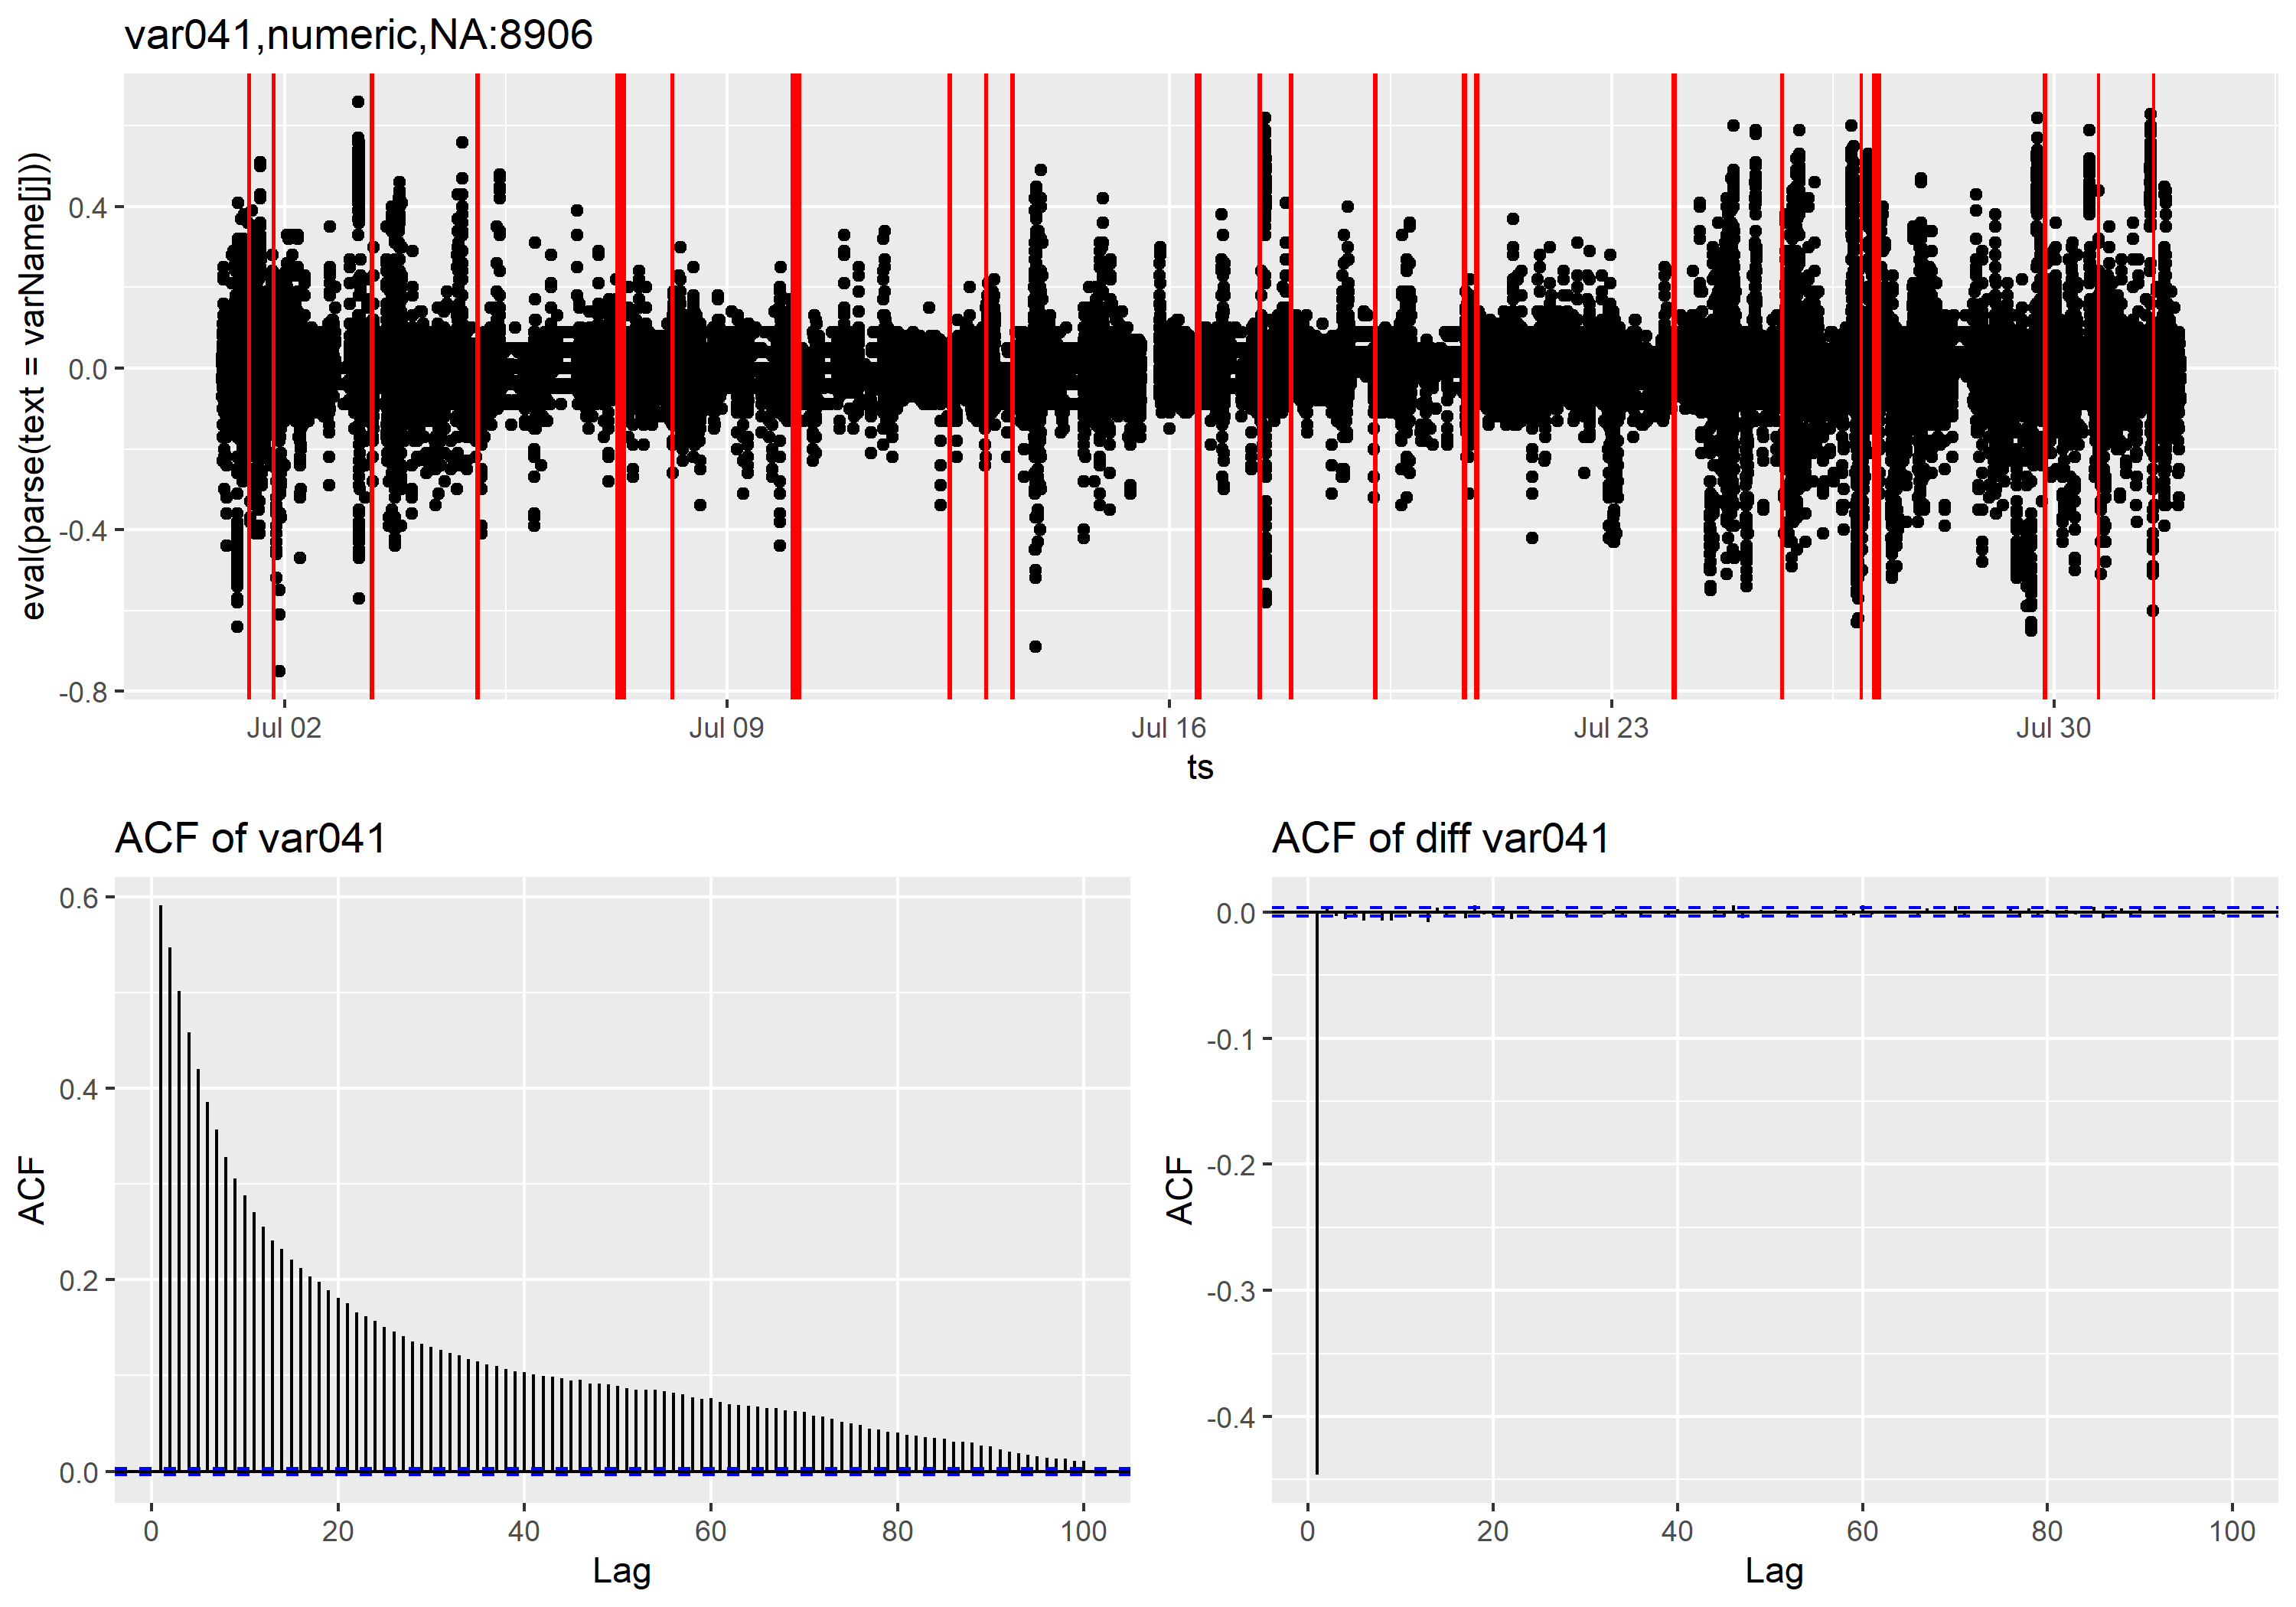 var041,numeric,NA:8906
eval(parse(text = varName[j]))
0.4
0.0
-0.4
-0.8
Jul 02
Jul 09
Jul 16
Jul 23
Jul 30
ts
ACF of var041
ACF
0.6
0.4
0.2
0.0
0
20
40
60
80
100
Lag
ACF of diff var041
ACF
0.0
-0.1
-0.2
-0.3
-0.4
0
20
40
60
80
100
Lag